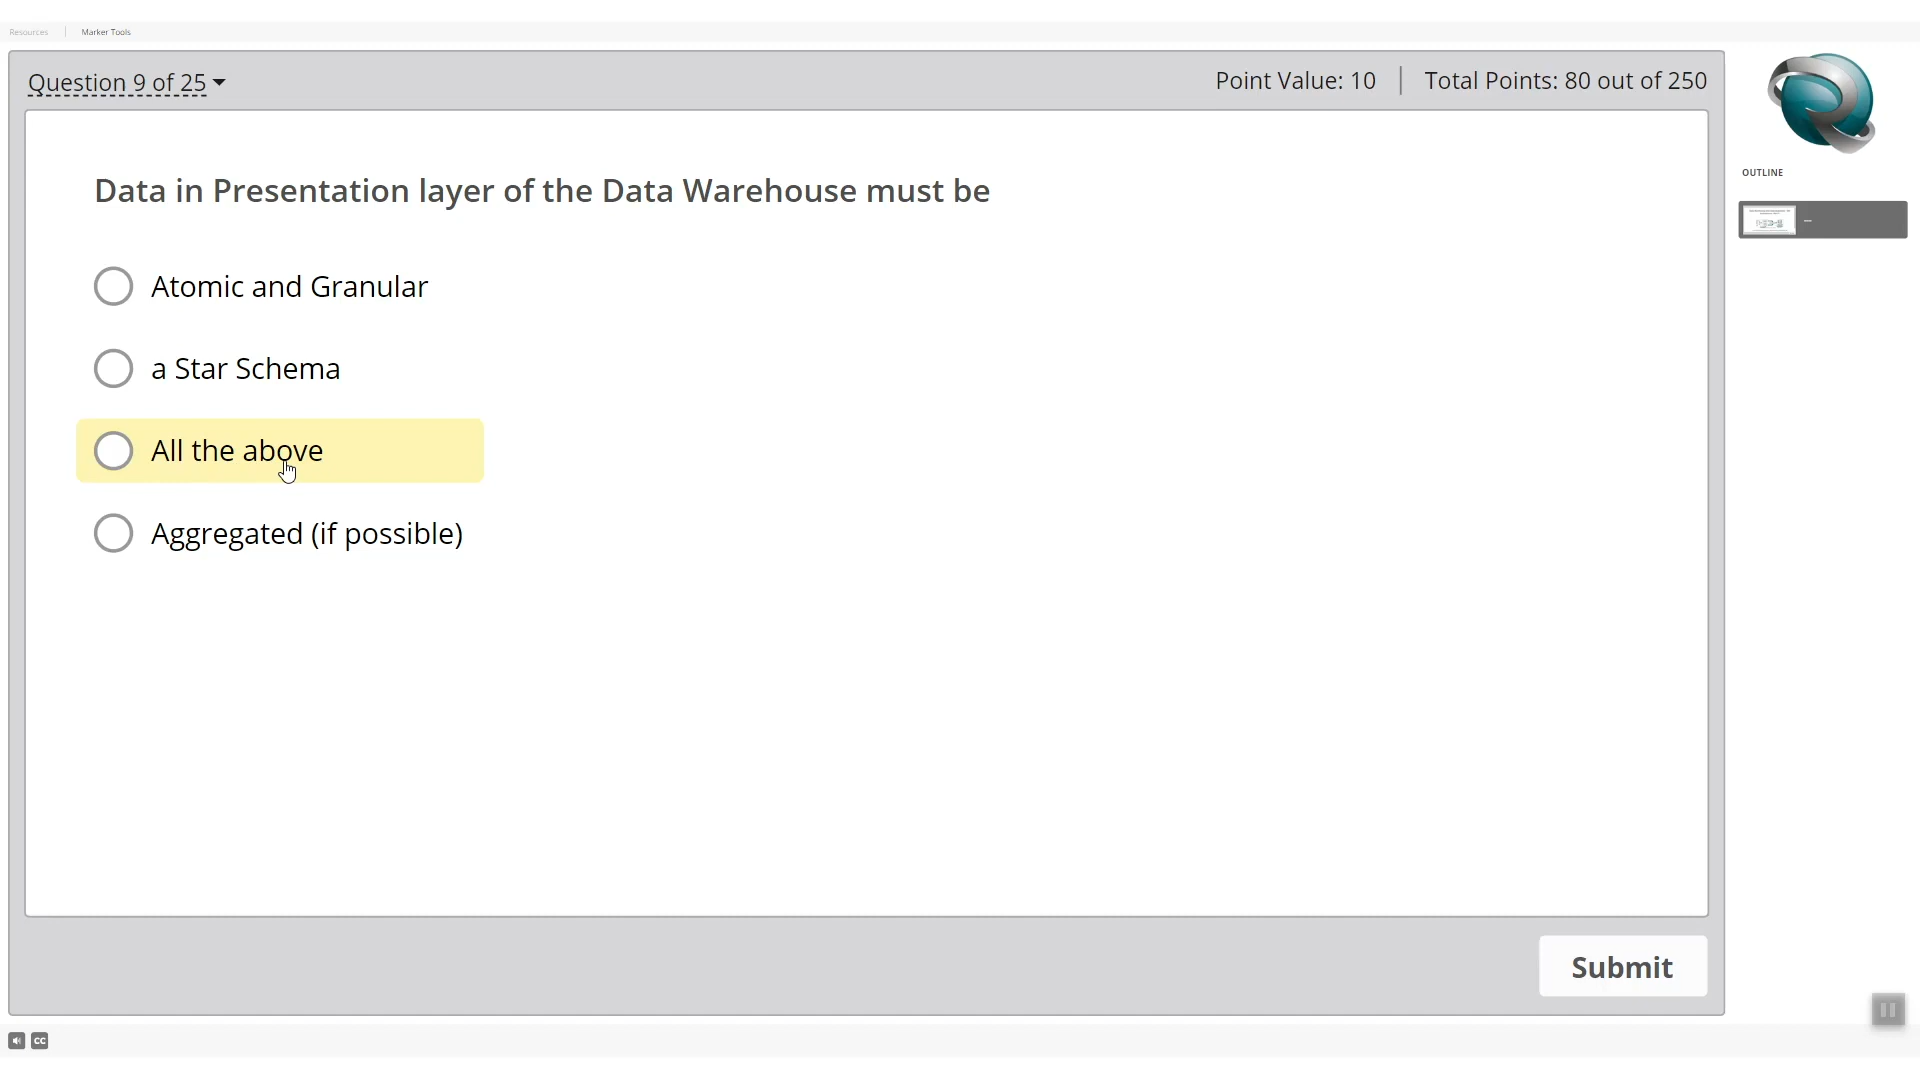 Resources
Marker Tools
Question 9 of 25
Point Value: 10
Total Points: 80 out of 250
OUTLINE
Data in Presentation layer of the Data Warehouse must be
Atomic and Granular
a Star Schema
All the above
Aggregated (if possible)
Submit
CC